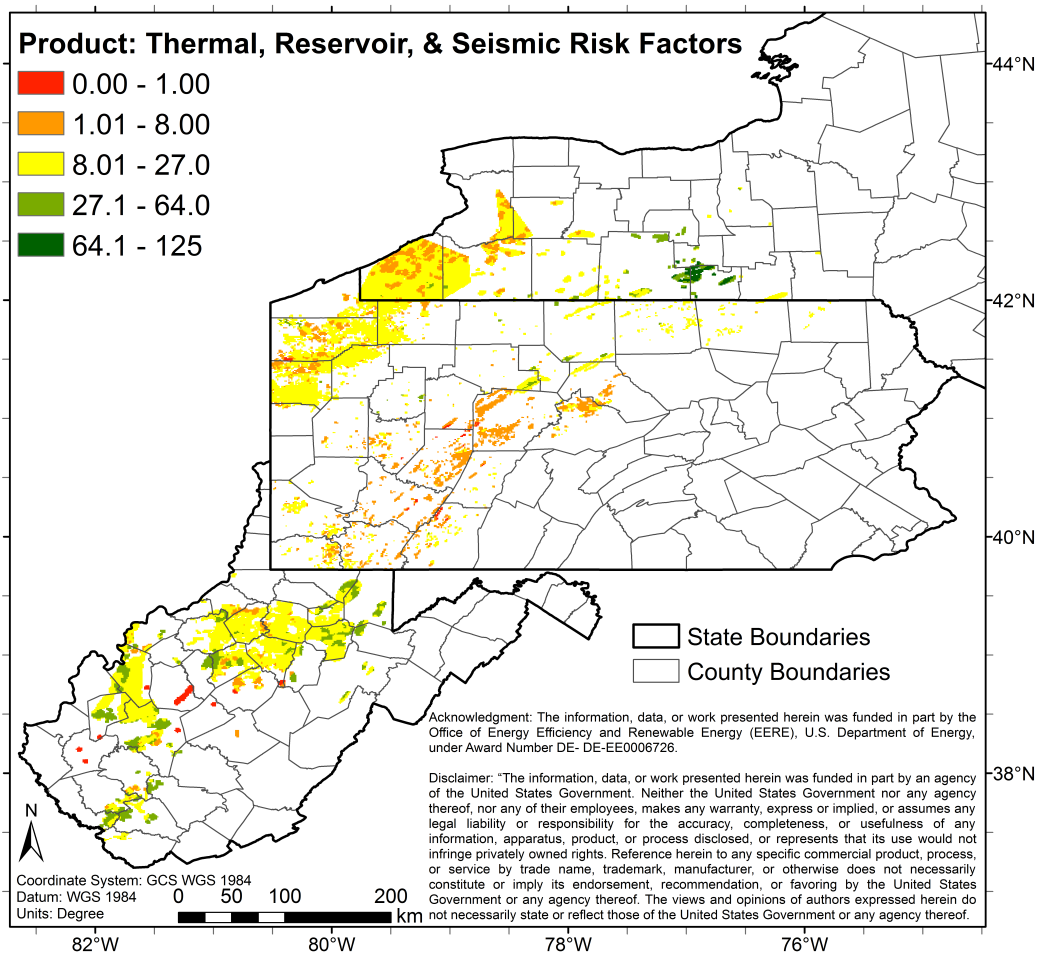 Product: Thermal, Reservoir, & Seismic Risk Factors
0.00 - 1.00
1.01 - 8.00
8.01 - 27.0
27.1 - 64.0
64.1 - 125
44°N
42°N
40°N
State Boundaries
County Boundaries
Acknowledgment: The information, data, or work presented herein was funded in part by the
Office of Energy Efficiency and Renewable Energy (EERE), U.S. Department of Energy,
under Award Number DE- DE-EE0006726.
38°N
Disclaimer: “The information, data, or work presented herein was funded in part by an agency
of the United States Government. Neither the United States Government nor any agency
thereof, nor any of their employees, makes any warranty, express or implied, or assumes any
legal liability or responsibility for the accuracy, completeness, or usefulness of any
information, apparatus, product, or process disclosed, or represents that its use would not
infringe privately owned rights. Reference herein to any specific commercial product, process,
or service by trade name, trademark, manufacturer, or otherwise does not necessarily
constitute or imply its endorsement, recommendation, or favoring by the United States
Government or any agency thereof. The views and opinions of authors expressed herein do
not necessarily state or reflect those of the United States Government or any agency thereof.
N
Coordinate System: GCS WGS 1984
Datum: WGS 1984
Units: Degree
0 50 100 200
km
82°W 80°W 78°W 76°W